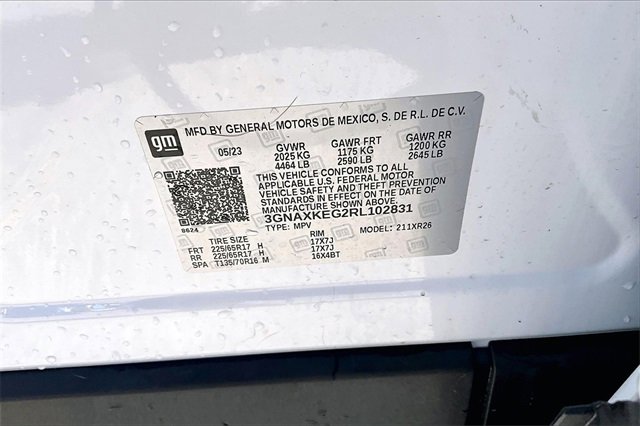 gm
MFD BY GENERAL MOTORS DE MEXICO, S. DE R.L. DE C.V.
05/23 GVWR GAWR FRT GAWR RR
2025 KG 1175 KG 1200 KG
4464 LB 2590 LB 2645 LB
THIS VEHICLE CONFORMS TO ALL
APPLICABLE U.S. FEDERAL MOTOR
VEHICLE SAFETY AND THEFT PREVENTION
STANDARDS IN EFFECT ON THE DATE OF
MANUFACTURE SHOWN ABOVE.
3GNAXKEG2RL102831
8624 TYPE: MPV MODEL: 211XR26
TIRE SIZE RIM
FRT 225/65R17 H 17X7J
RR 225/65R17 H 17X7J
SPA T135/70R16 M 16X4BT